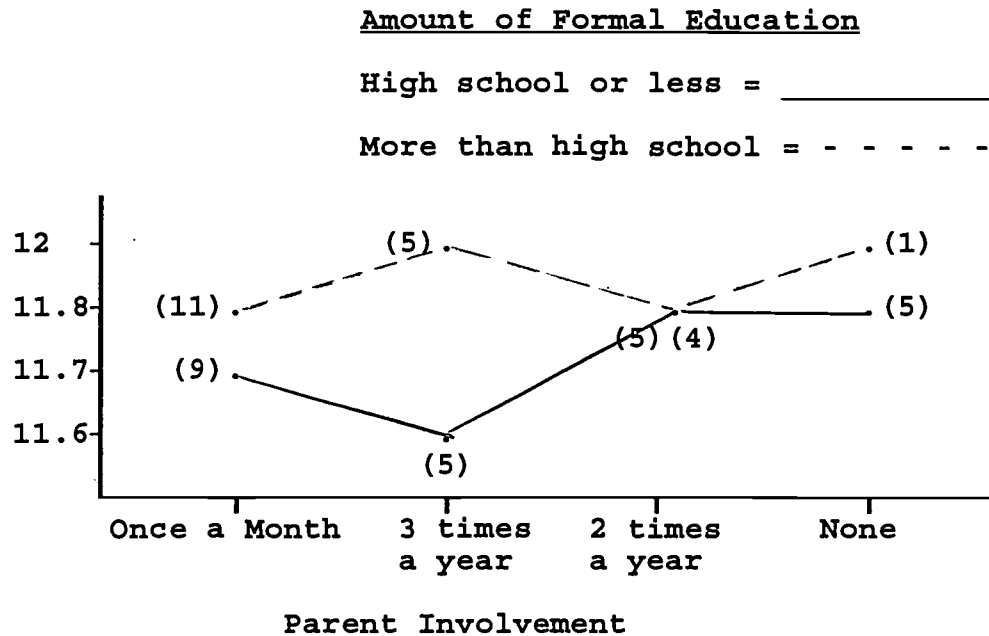 Amount of Formal Education
High school or less = __________
More than high school = - - - - -
12
(5)
(1)
11.8
(11)
(5)
(4)
(5)
11.7
(9)
11.6
(5)
Once a Month
3 times
a year
2 times
a year
None
Parent Involvement